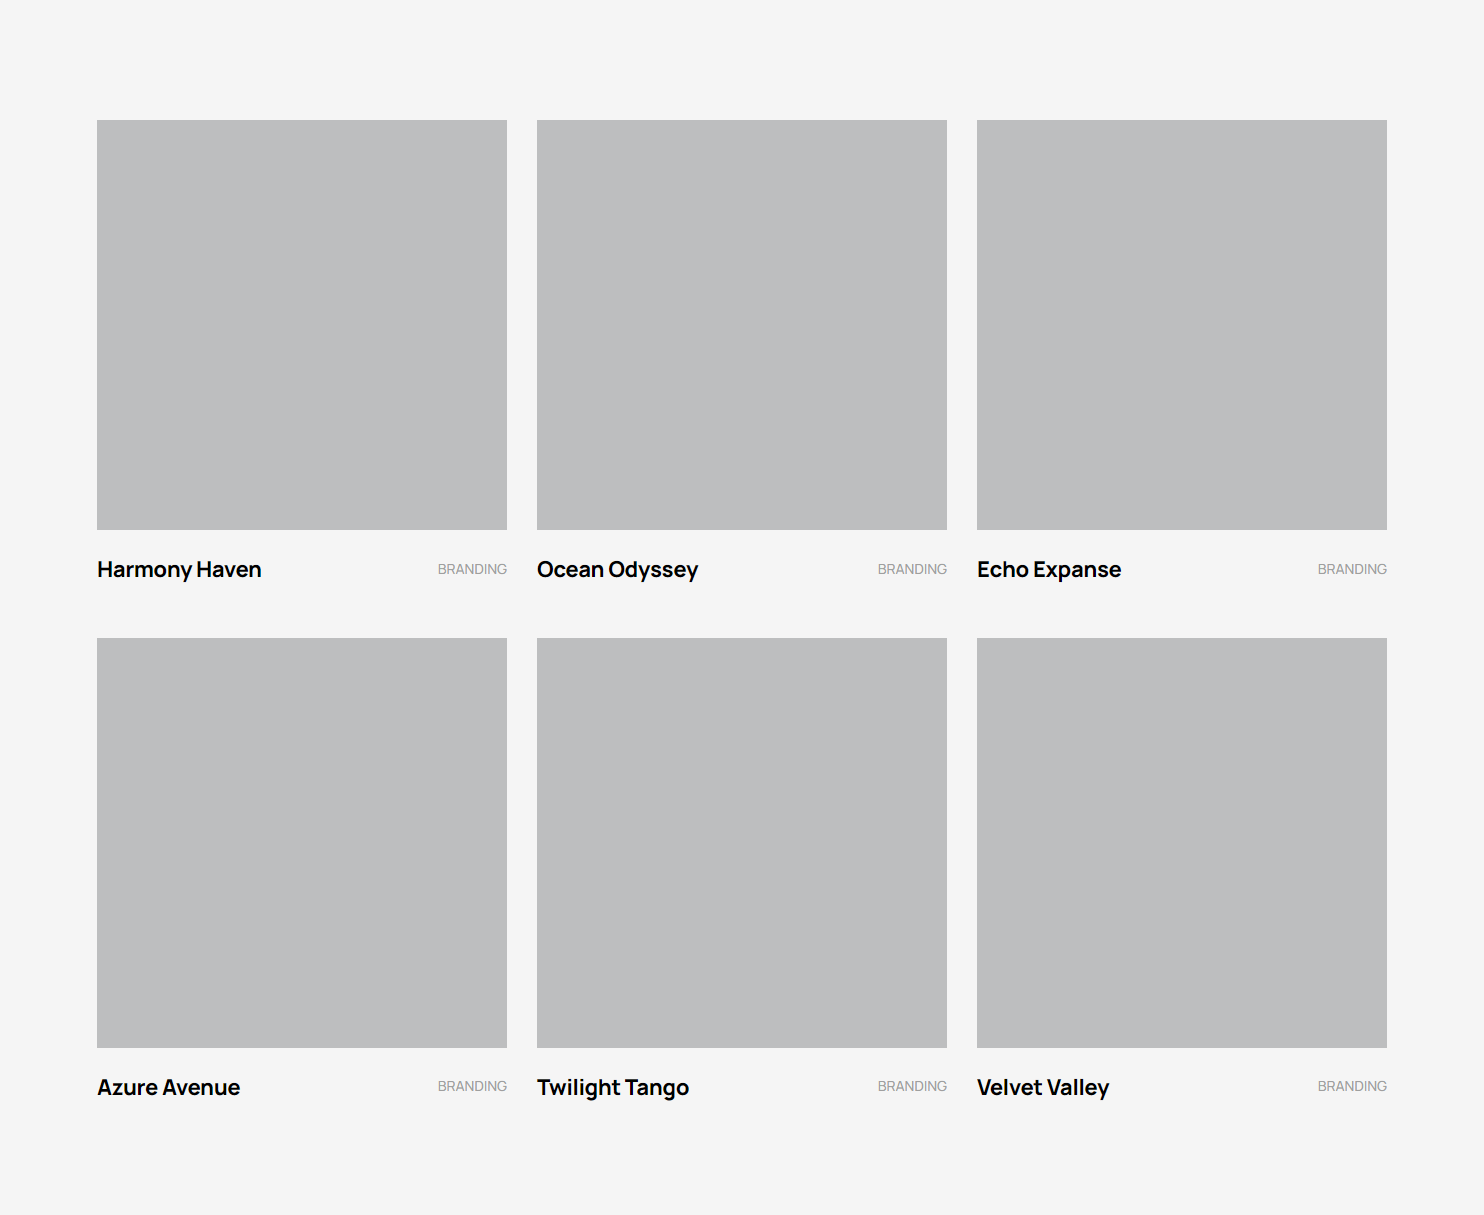 Harmony Haven
BRANDING
Ocean Odyssey
BRANDING
Echo Expanse
BRANDING
Azure Avenue
BRANDING
Twilight Tango
BRANDING
Velvet Valley
BRANDING